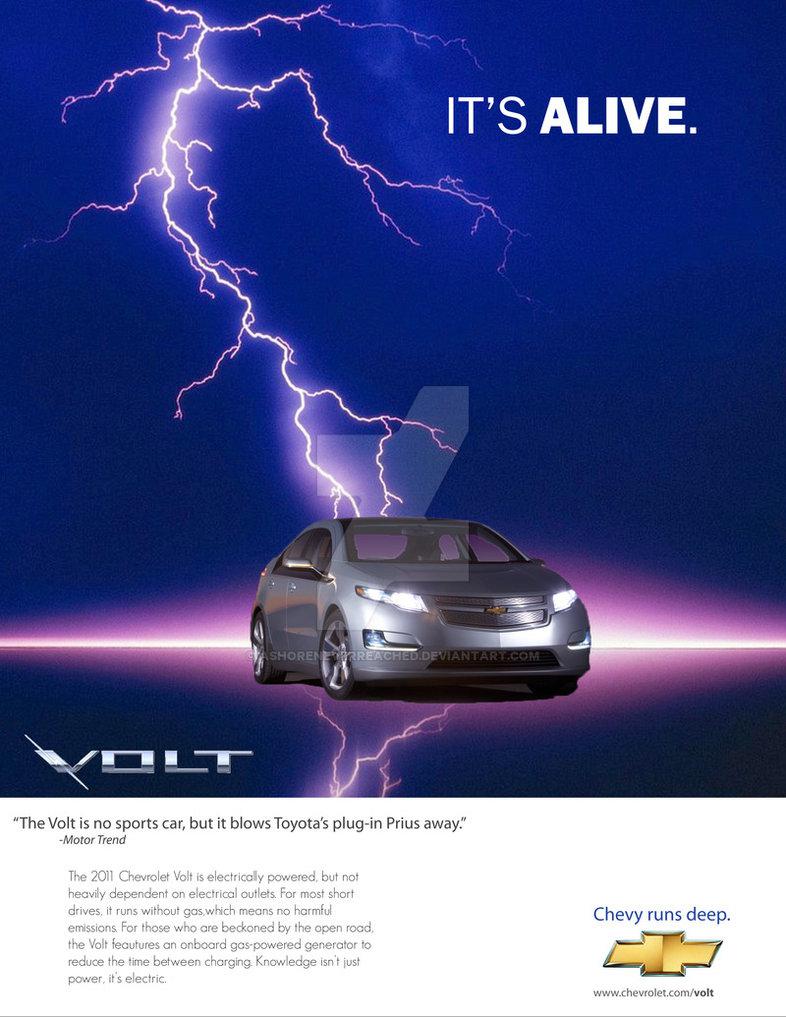 IT'S ALIVE.
© ASHORENEVERREACHED.DEVIANTART.COM
VOLT
“The Volt is no sports car, but it blows Toyota's plug-in Prius away.”
-Motor Trend
The 2011 Chevrolet Volt is electrically powered, but not
heavily dependent on electrical outlets. For most short
drives, it runs without gas,which means no harmful
emissions. For those who are beckoned by the open road,
the Volt feautures an onboard gas-powered generator to
reduce the time between charging. Knowledge isn't just
power, it's electric.
Chevy runs deep.
www.chevrolet.com/volt